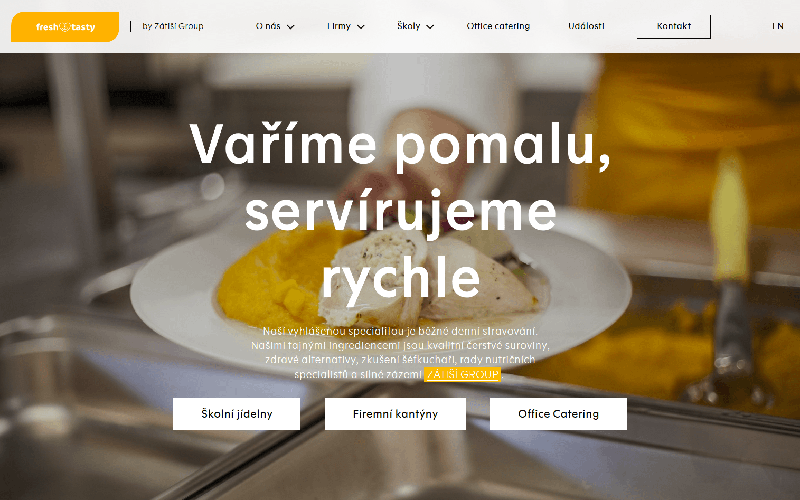 fresh tasty
by Zátiší Group
O nás
Firmy
Školy
Office catering
Události
Kontakt
EN
Vaříme pomalu,
servírujeme
rychle
Naší vyhlášenou specialitou je běžné denní stravování.
Našimi tajnými ingrediencemi jsou kvalitní čerstvé suroviny,
zdravé alternativy, zkušení šéfkuchaři, rady nutričních
specialistů a silné zázemí ZÁTIŠÍ GROUP.
Školní jídelny
Firemní kantýny
Office Catering